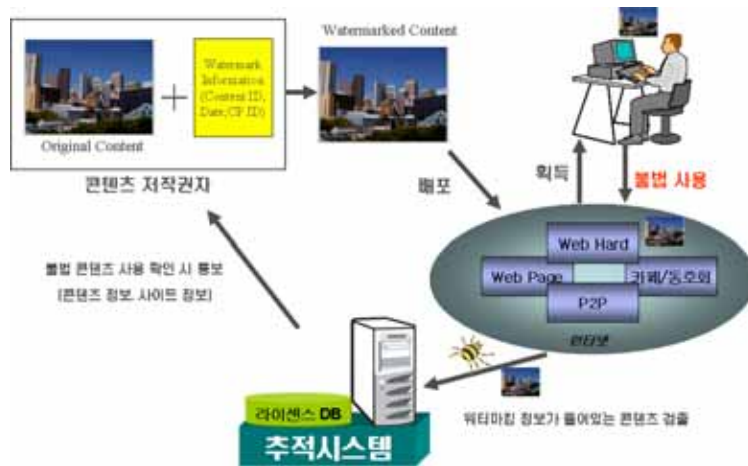 Watermarked Content
Watermark
Information
(Content ID,
Date,CP ID)
Original Content
콘텐츠 저작권자
배포
획득
불법 사용
Web Hard
Web Page
카페/동호회
P2P
인터넷
불법 콘텐츠 사용 확인 시 통보
(콘텐츠 정보, 사이트 정보)
라이센스 DB
추적시스템
워터마킹 정보가 들어있는 콘텐츠 검출